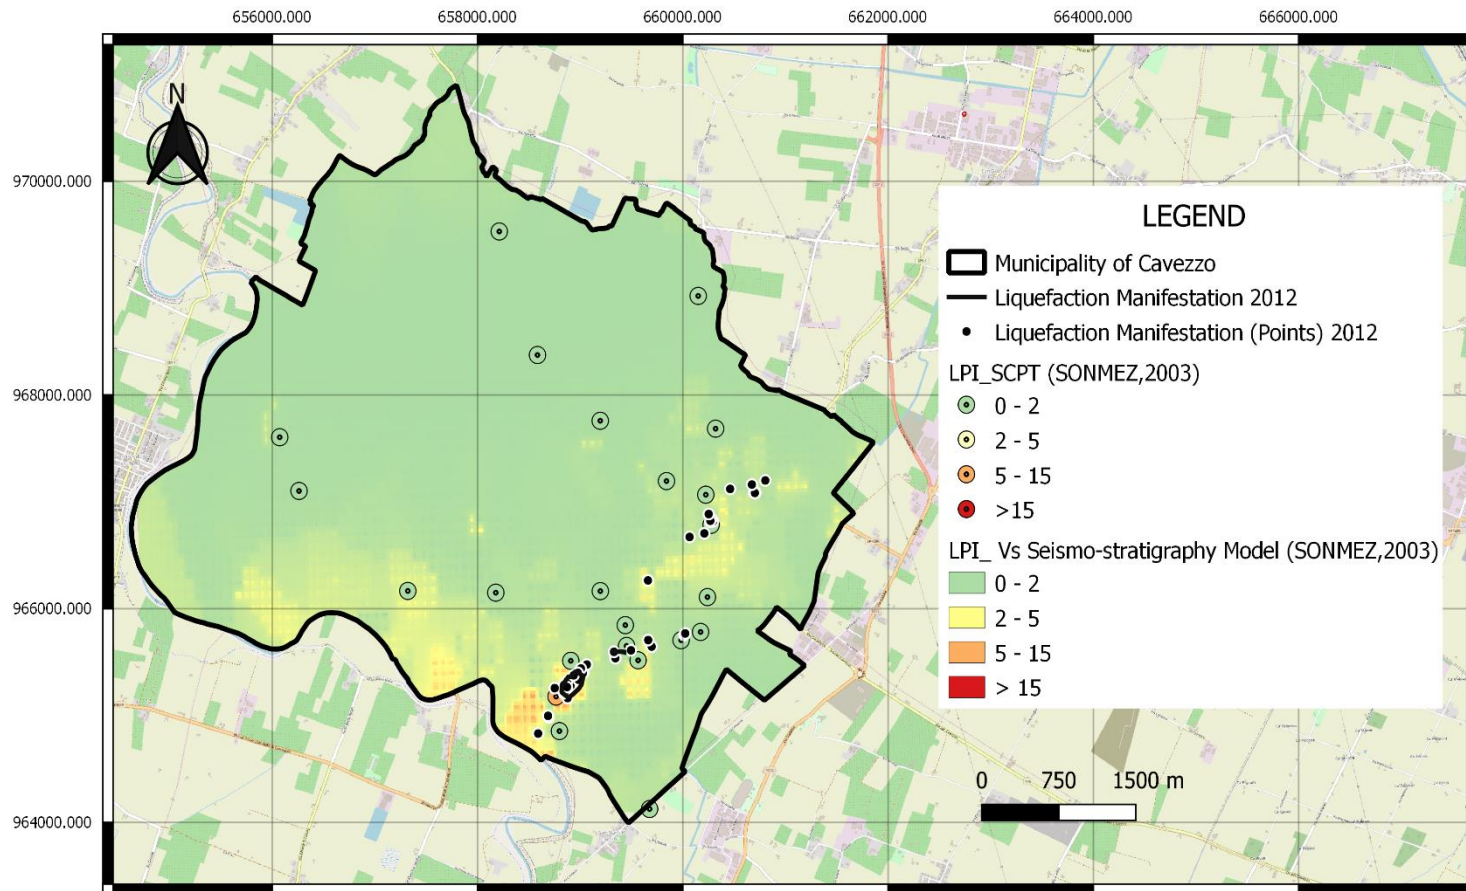 656000.000 658000.000 660000.000 662000.000 664000.000 666000.000
N
970000.000
968000.000
966000.000
964000.000
LEGEND
Municipality of Cavezzo
Liquefaction Manifestation 2012
Liquefaction Manifestation (Points) 2012
LPI_SCPT (SONMEZ,2003)
0 - 2
2 - 5
5 - 15
>15
LPI_ Vs Seismo-stratigraphy Model (SONMEZ,2003)
0 - 2
2 - 5
5 - 15
> 15
0 750 1500 m